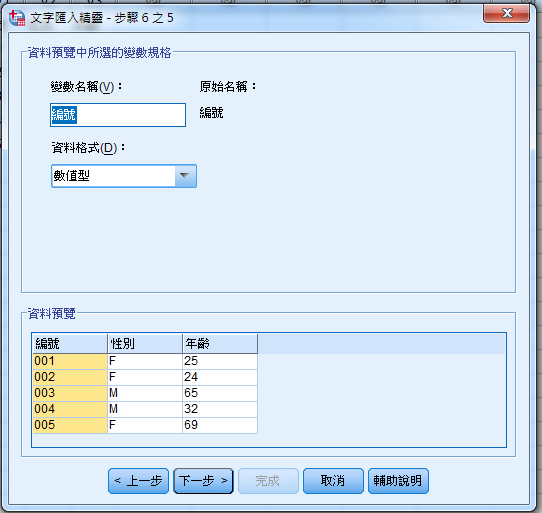 文字匯入精靈 - 步驟 6 之 5
資料預覽中所選的變數規格
變數名稱(V)： 原始名稱：
編號 編號
資料格式(D)：
數值型
資料預覽
編號 性別 年齡
001 F 25
002 F 24
003 M 65
004 M 32
005 F 69
< 上一步 下一步 > 完成 取消 輔助說明